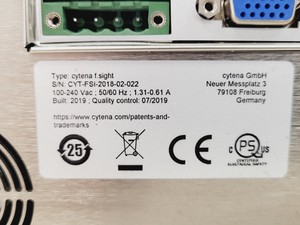 Type: cytena f.sight
S/N: CYT-FSI-2018-02-022
100-240 Vac; 50/60 Hz; 1.31-0.61 A
Built: 2019; Quality control: 07/2019
https://www.cytena.com/patents-and-
trademarks
cytena GmbH
Neuer Messplatz 3
79108 Freiburg
Germany
25
CE
C PS US